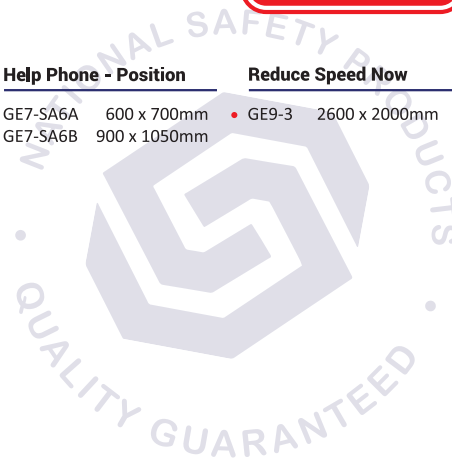 Help Phone - Position
GE7-SA6A 600 x 700mm
GE7-SA6B 900 x 1050mm
Reduce Speed Now
• GE9-3 2600 x 2000mm
NATIONAL SAFETY PRODUCTS
• QUALITY GUARANTEED •